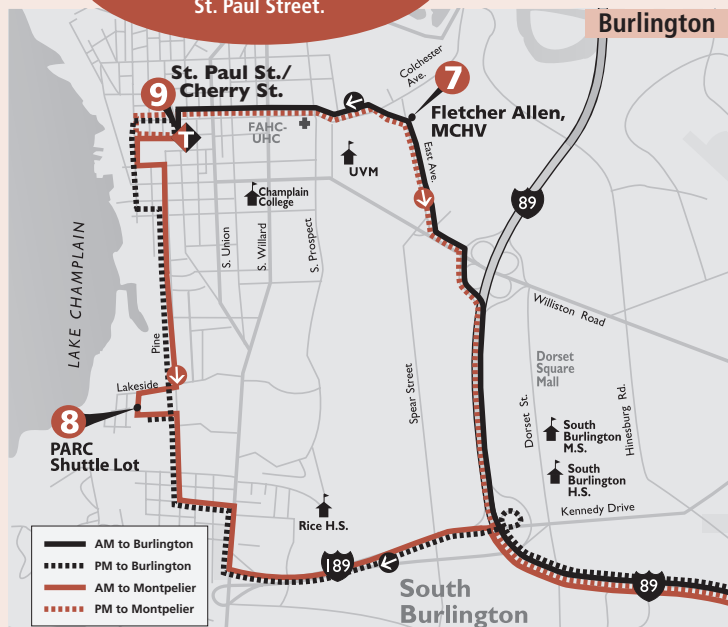 St. Paul Street.
Burlington
St. Paul St./
Cherry St.
9
7
Colchester
Ave.
Fletcher Allen,
MCHV
FAHC-
UHC
UVM
East Ave.
Champlain
College
89
S. Union
S. Willard
S. Prospect
LAKE CHAMPLAIN
Williston Road
Pine
Dorset
Square
Mall
Lakeside
Spear Street
Dorset St.
Hinesburg Rd.
8
PARC
Shuttle Lot
South
Burlington
M.S.
South
Burlington
H.S.
Rice H.S.
Kennedy Drive
AM to Burlington
PM to Burlington
AM to Montpelier
PM to Montpelier
189
89
South
Burlington